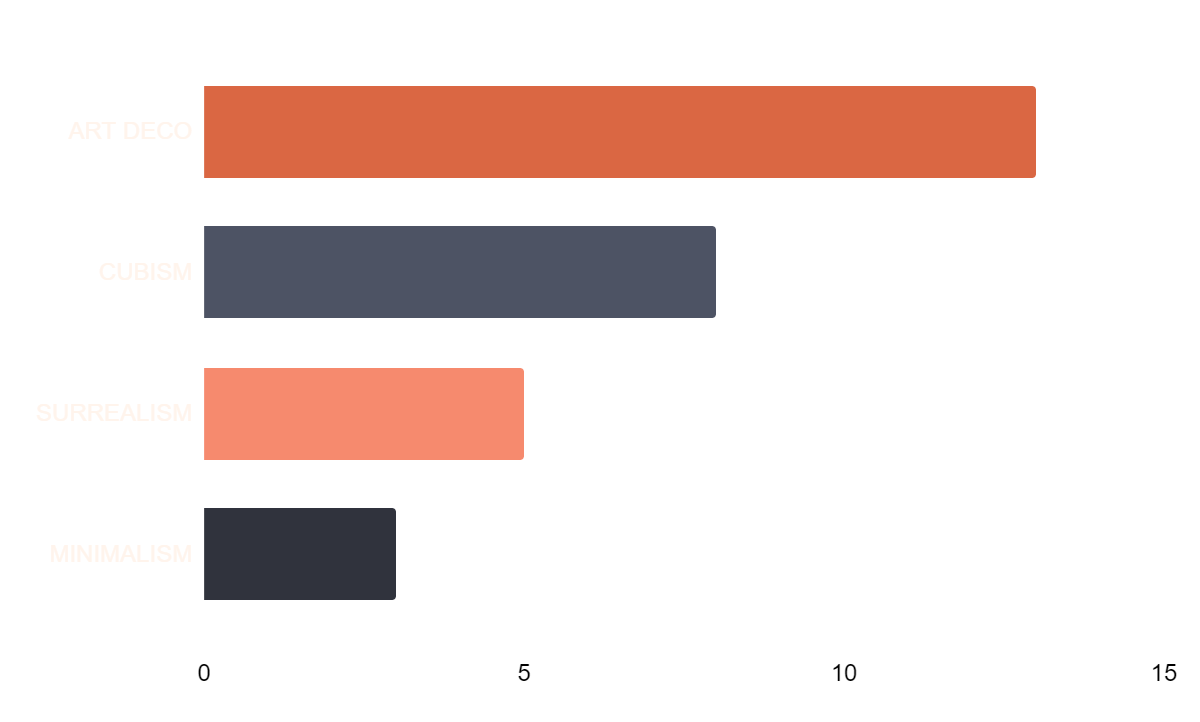 ART DECO
CUBISM
SURREALISM
MINIMALISM
0 5 10 15